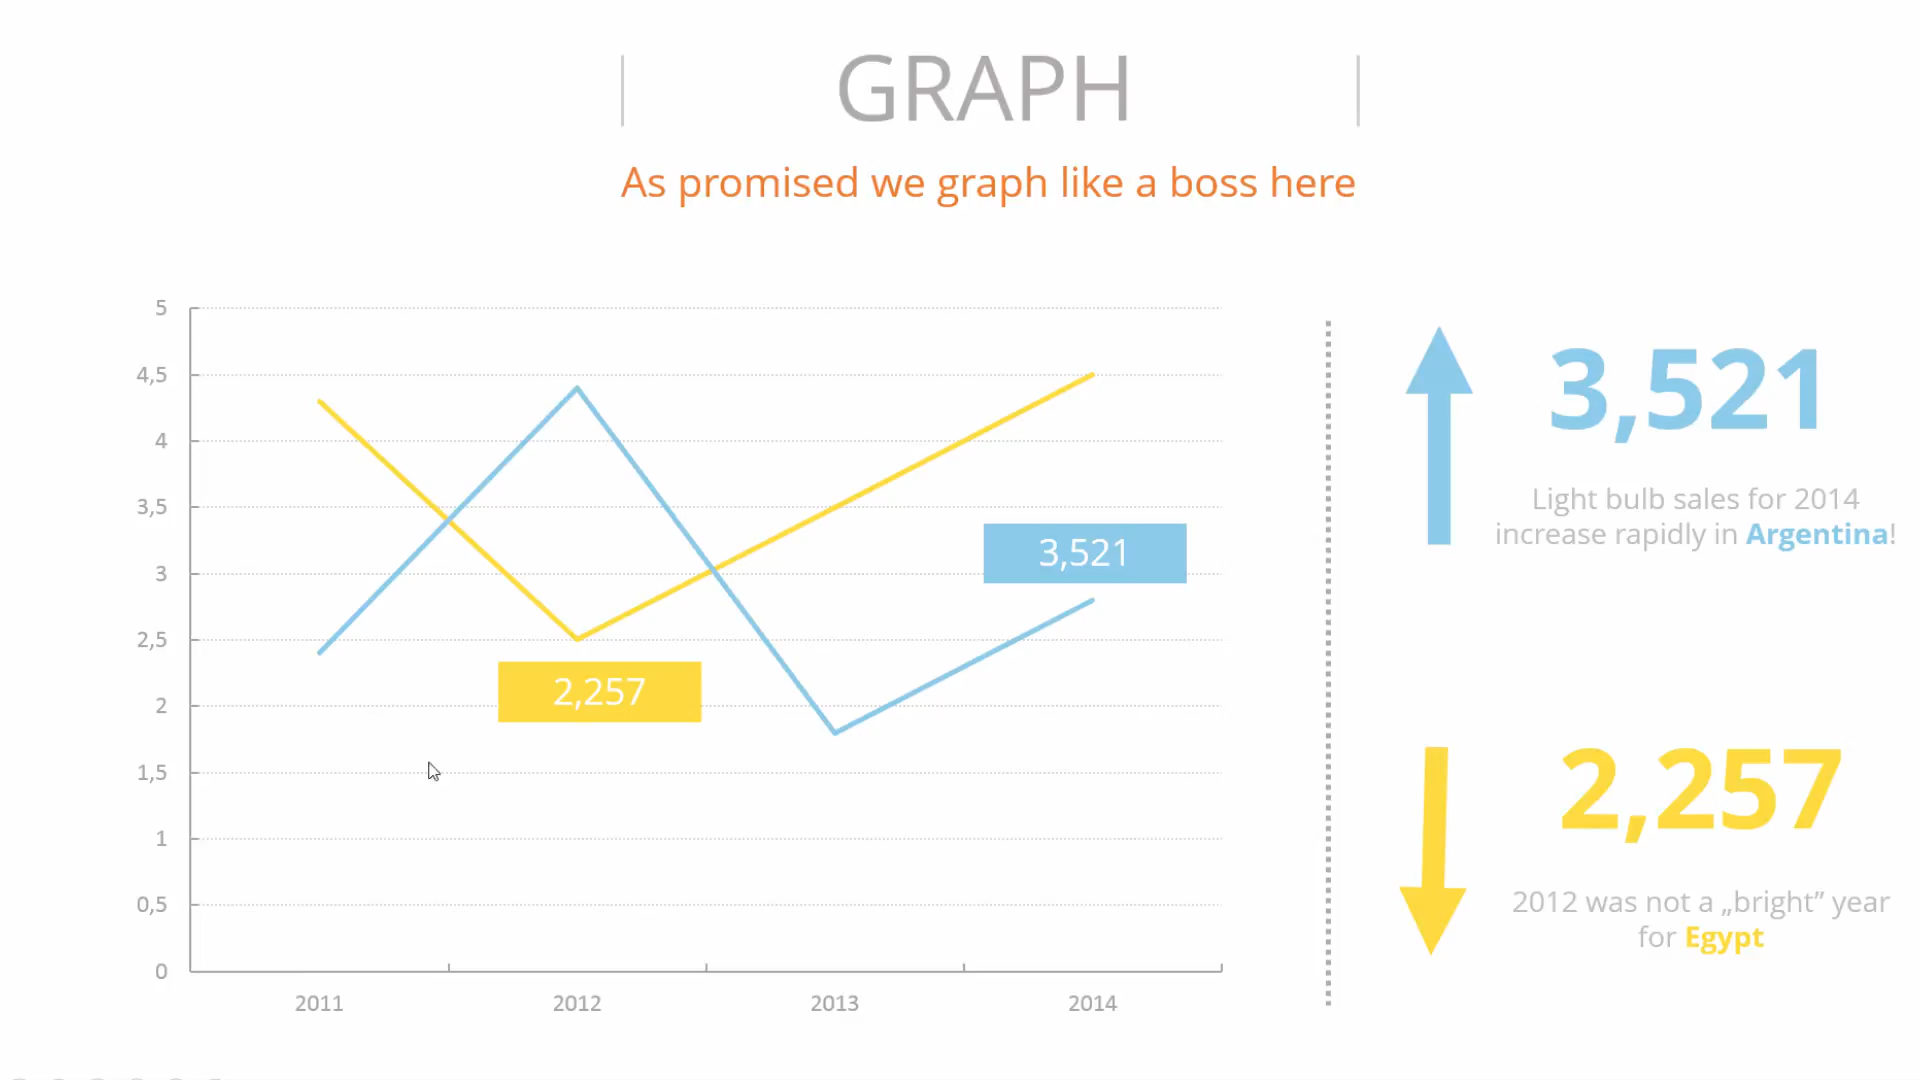 GRAPH
As promised we graph like a boss here
5
4,5
4
3,5
3
2,5
2
1,5
1
0,5
0
2011 2012 2013 2014
2,257
3,521
3,521
Light bulb sales for 2014
increase rapidly in Argentina!
2,257
2012 was not a „bright” year
for Egypt